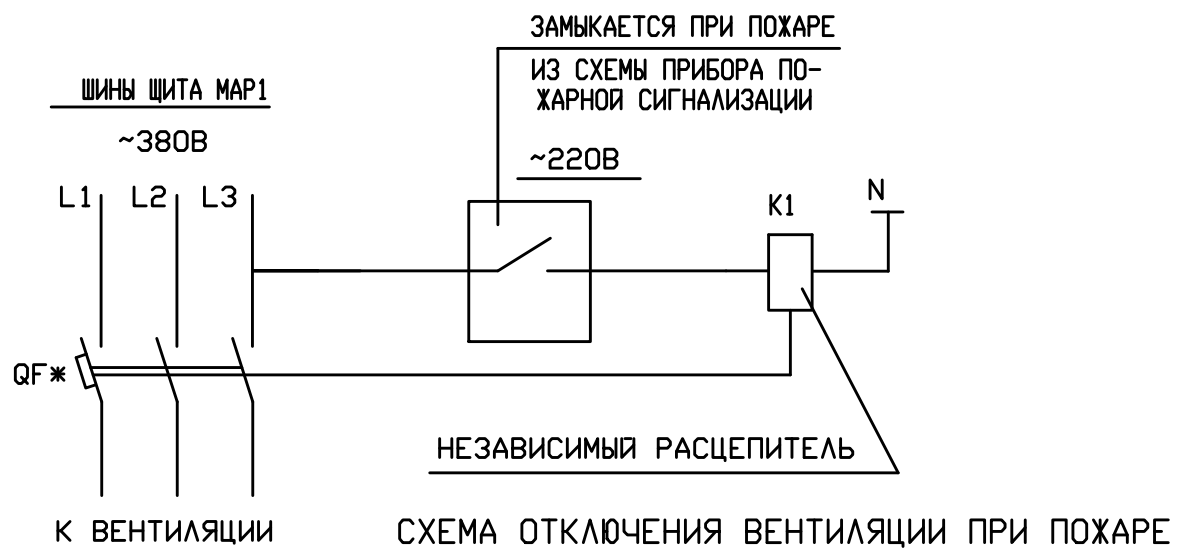 ЗАМЫКАЕТСЯ ПРИ ПОЖАРЕ
ИЗ СХЕМЫ ПРИБОРА ПО-
ЖАРНОЙ СИГНАЛИЗАЦИИ
ШИНЫ ЩИТА МАР1
~380В
~220В
L1 L2 L3
К1
N
QF*
НЕЗАВИСИМЫЙ РАСЦЕПИТЕЛЬ
К ВЕНТИЛЯЦИИ
СХЕМА ОТКЛЮЧЕНИЯ ВЕНТИЛЯЦИИ ПРИ ПОЖАРЕ